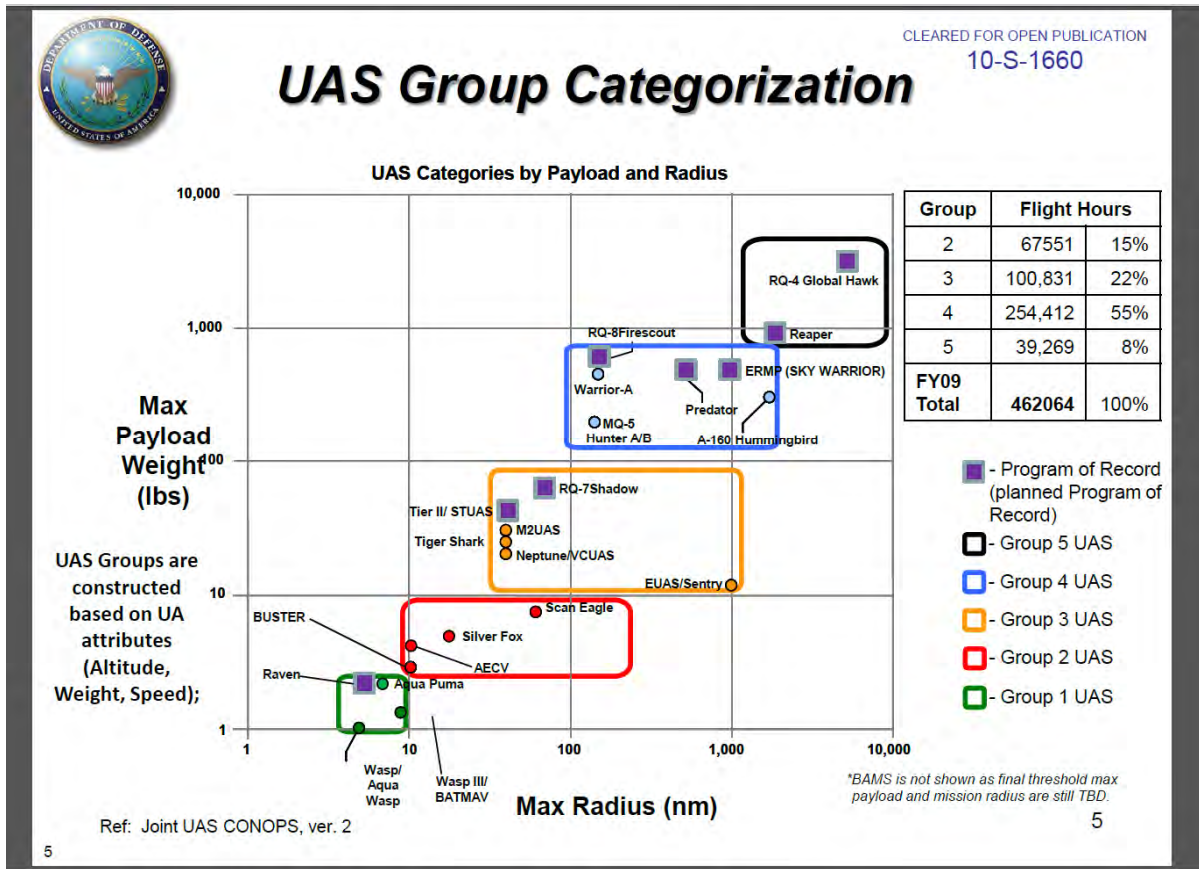 CLEARED FOR OPEN PUBLICATION
10-S-1660
DEPARTMENT OF DEFENSE
UNITED STATES OF AMERICA
UAS Group Categorization
UAS Categories by Payload and Radius
10,000
1,000
100
10
1
1
10
100
1,000
10,000
Max
Payload
Weight
(lbs)
UAS Groups are
constructed
based on UA
attributes
(Altitude,
Weight, Speed);
RQ-4 Global Hawk
Reaper
RQ-8Firescout
Warrior-A
ERMP (SKY WARRIOR)
Predator
MQ-5
Hunter A/B
A-160 Hummingbird
RQ-7Shadow
Tier II/ STUAS
M2UAS
Tiger Shark
Neptune/VCUAS
EUAS/Sentry
Scan Eagle
BUSTER
Silver Fox
AECV
Raven
Aqua Puma
Wasp/
Aqua
Wasp
Wasp III/
BATMAV
Max Radius (nm)
Group Flight Hours
2 67551 15%
3 100,831 22%
4 254,412 55%
5 39,269 8%
FY09
Total 462064 100%
- Program of Record
(planned Program of
Record)
- Group 5 UAS
- Group 4 UAS
- Group 3 UAS
- Group 2 UAS
- Group 1 UAS
*BAMS is not shown as final threshold max
payload and mission radius are still TBD.
Ref: Joint UAS CONOPS, ver. 2
5
5